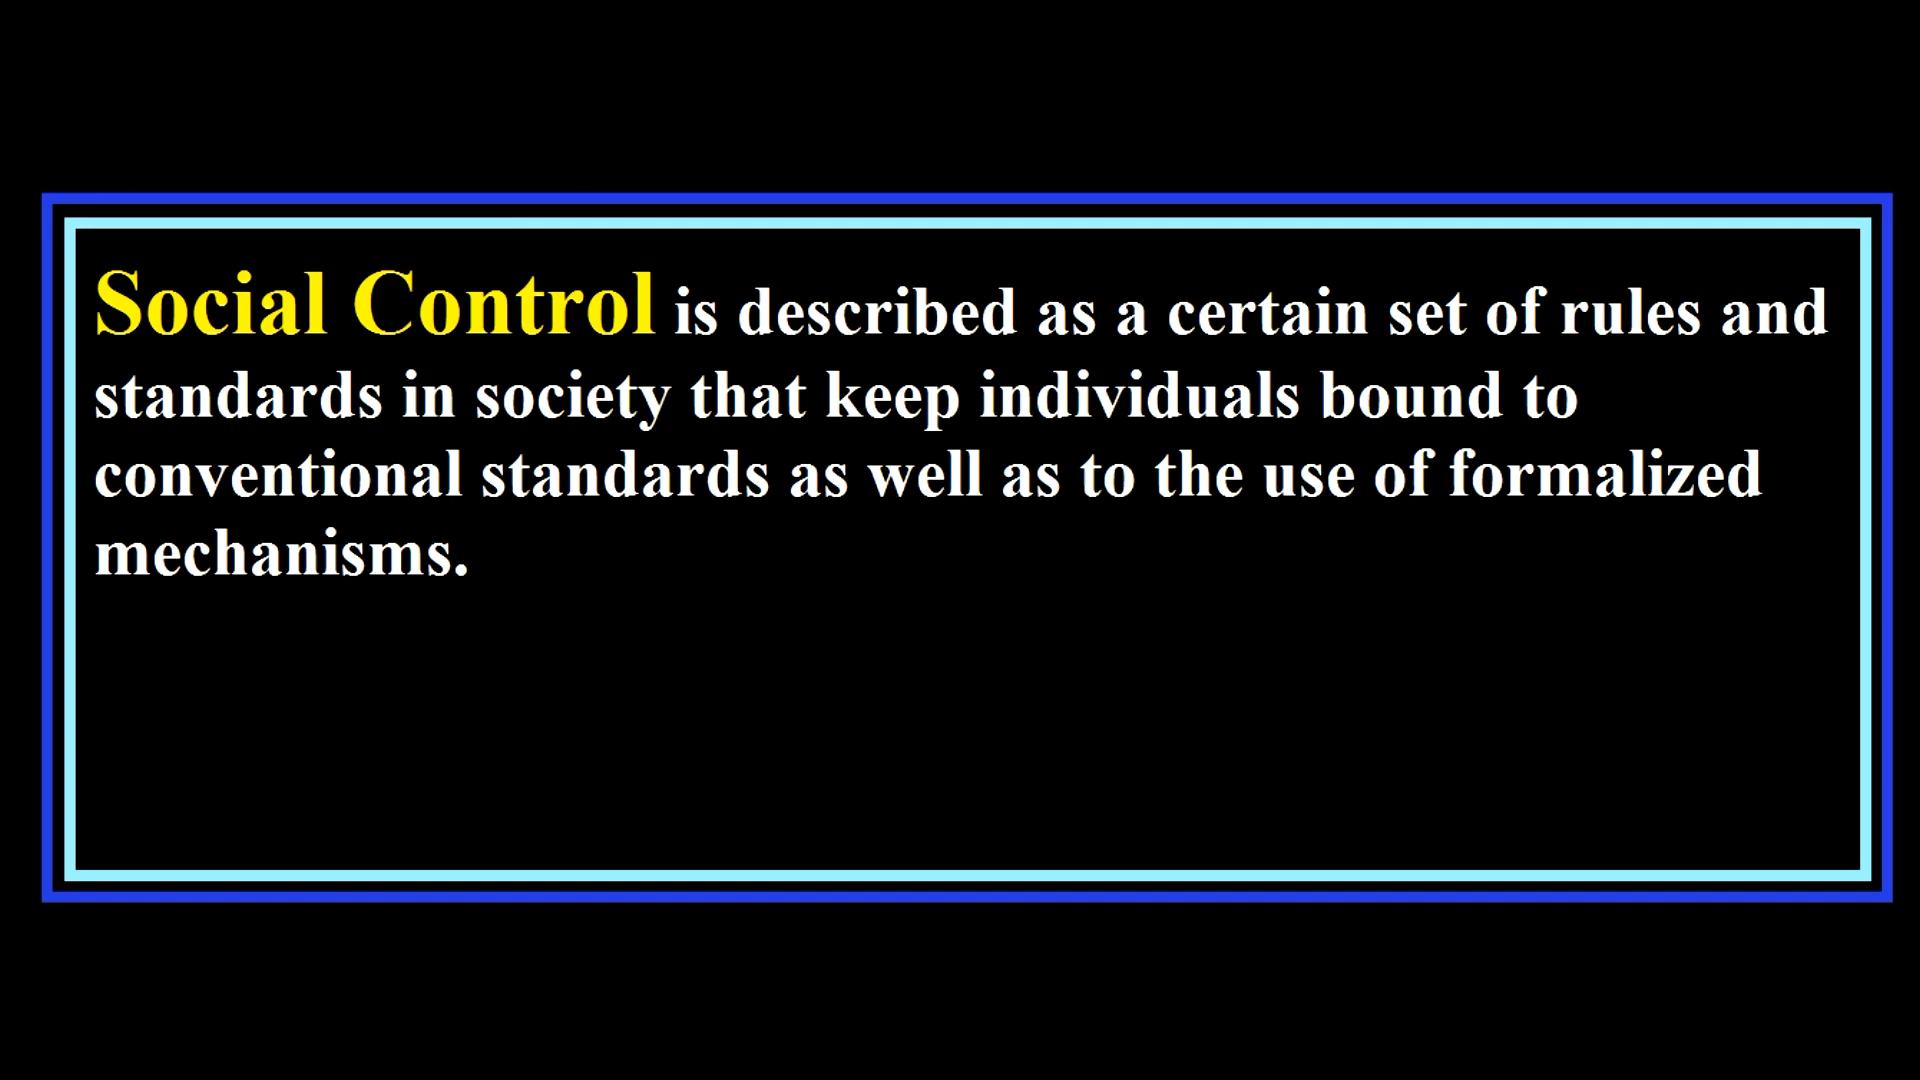 Social Control is described as a certain set of rules and
standards in society that keep individuals bound to
conventional standards as well as to the use of formalized
mechanisms.